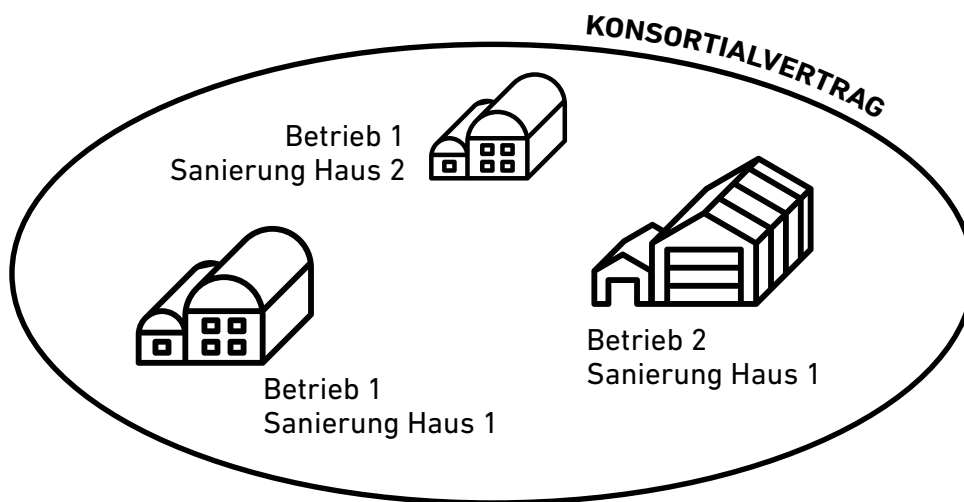 KONSORTIALVERTRAG
Betrieb 1
Sanierung Haus 2
Betrieb 2
Sanierung Haus 1
Betrieb 1
Sanierung Haus 1